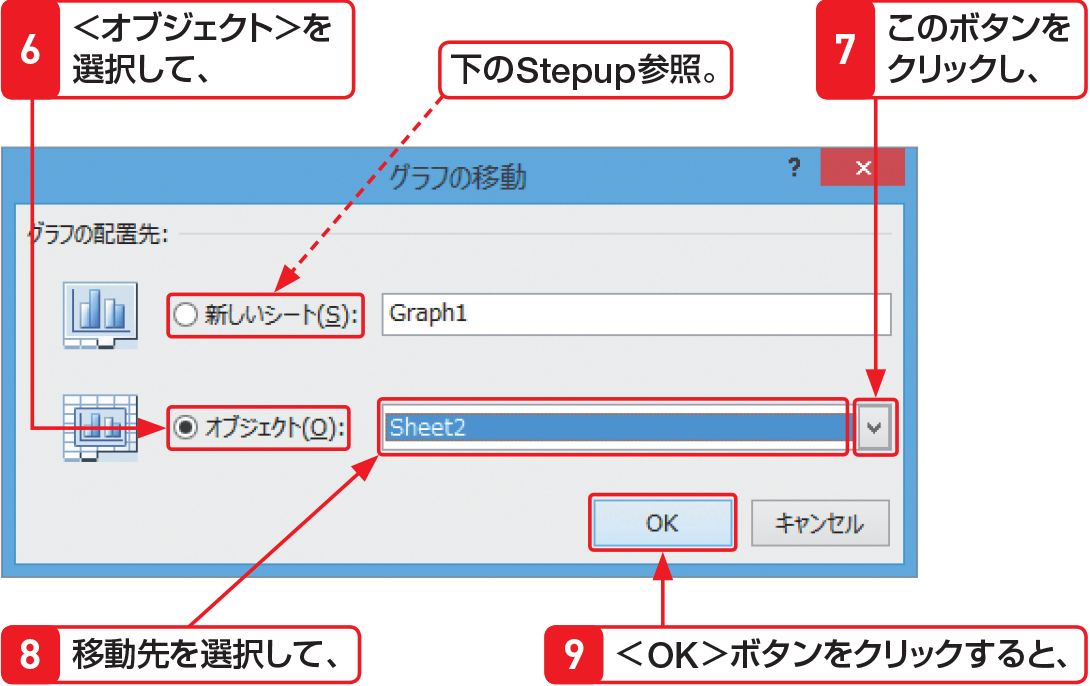 6
＜オブジェクト＞を
選択して、
下のStepup参照。
7
このボタンを
クリックし、
グラフの移動
?
×
グラフの配置先:
新しいシート(S):
Graph1
オブジェクト(O):
Sheet2
OK
キャンセル
8
移動先を選択して、
9
＜OK＞ボタンをクリックすると、